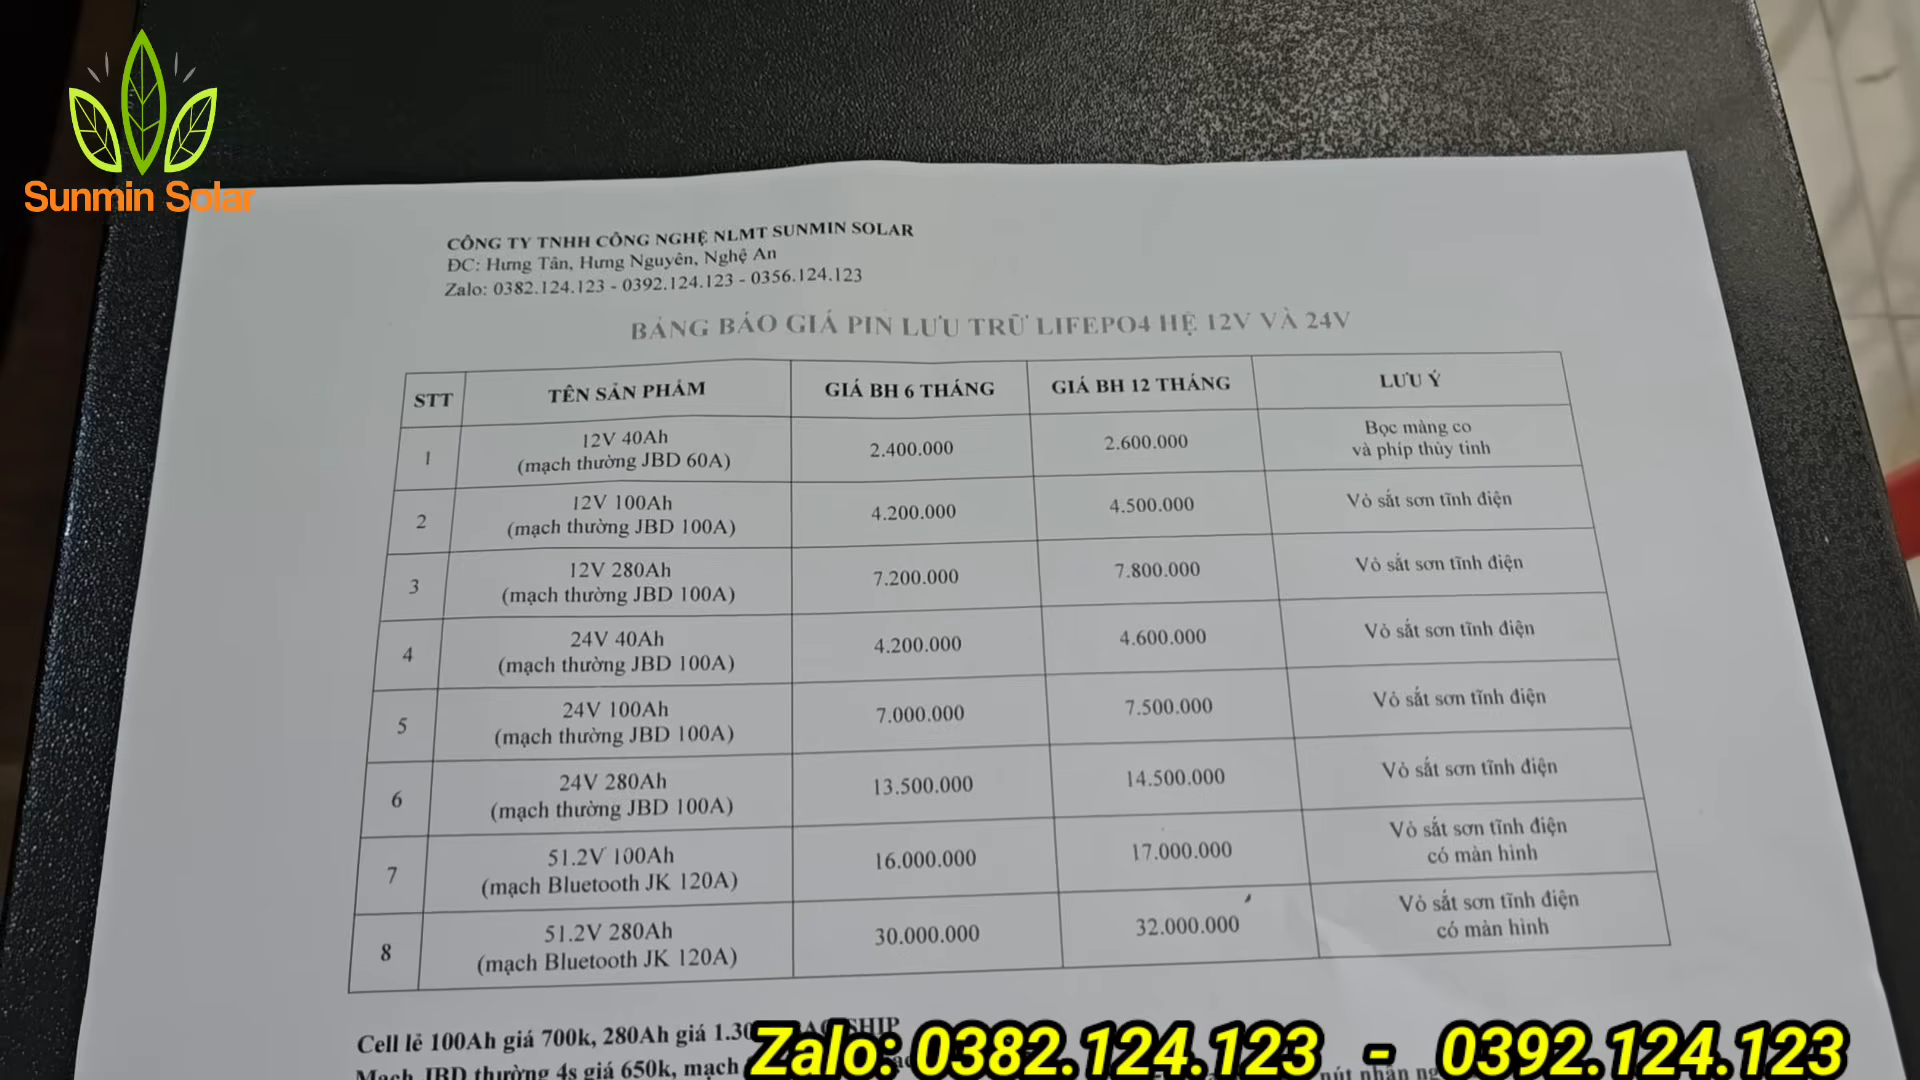 Sunmin Solar
CÔNG TY TNHH CÔNG NGHỆ NLMT SUNMIN SOLAR
ĐC: Hưng Tân, Hưng Nguyên, Nghệ An
Zalo: 0382.124.123 - 0392.124.123 - 0356.124.123
BẢNG BÁO GIÁ PIN LƯU TRỮ LIFEPO4 HỆ 12V VÀ 24V
STT TÊN SẢN PHẨM GIÁ BH 6 THÁNG GIÁ BH 12 THÁNG LƯU Ý
1 12V 40Ah 2.400.000 2.600.000 Bọc màng co
(mạch thường JBD 60A) và phíp thủy tinh
2 12V 100Ah 4.200.000 4.500.000 Vỏ sắt sơn tĩnh điện
(mạch thường JBD 100A)
3 12V 280Ah 7.200.000 7.800.000 Vỏ sắt sơn tĩnh điện
(mạch thường JBD 100A)
4 24V 40Ah 4.200.000 4.600.000 Vỏ sắt sơn tĩnh điện
(mạch thường JBD 100A)
5 24V 100Ah 7.000.000 7.500.000 Vỏ sắt sơn tĩnh điện
(mạch thường JBD 100A)
6 24V 280Ah 13.500.000 14.500.000 Vỏ sắt sơn tĩnh điện
(mạch thường JBD 100A)
7 51.2V 100Ah 16.000.000 17.000.000 Vỏ sắt sơn tĩnh điện
(mạch Bluetooth JK 120A) có màn hình
8 51.2V 280Ah 30.000.000 32.000.000 Vỏ sắt sơn tĩnh điện
(mạch Bluetooth JK 120A) có màn hình
Cell lẻ 100Ah giá 700k, 280Ah giá SHIP
Mạch JBD thường 4s giá 650k, mạch nút nhấn
Zalo: 0382.124.123 - 0392.124.123